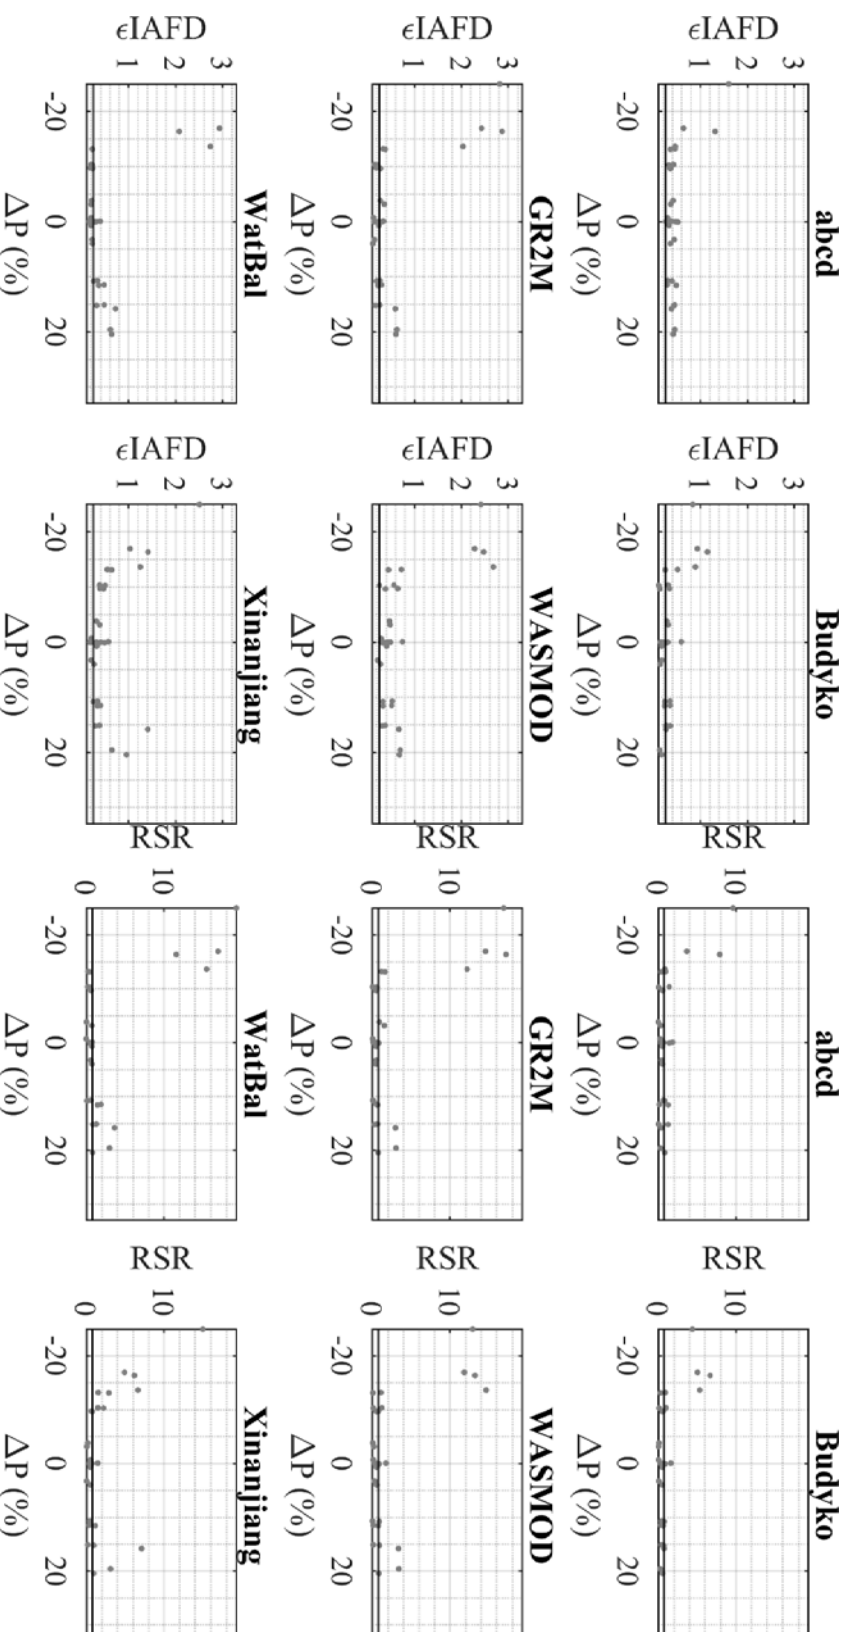 abcd Budyko abcd Budyko
3 3
2 2 10 10
1 1
0 0
ϵIAFD ϵIAFD RSR RSR
-20 0 20 -20 0 20 -20 0 20 -20 0 20
ΔP (%) ΔP (%) ΔP (%) ΔP (%)
GR2M WASMOD GR2M WASMOD
3 3
2 2 10 10
1 1
0 0
ϵIAFD ϵIAFD RSR RSR
-20 0 20 -20 0 20 -20 0 20 -20 0 20
ΔP (%) ΔP (%) ΔP (%) ΔP (%)
WatBal Xinanjiang WatBal Xinanjiang
3 3
2 2 10 10
1 1
0 0
ϵIAFD ϵIAFD RSR RSR
-20 0 20 -20 0 20 -20 0 20 -20 0 20
ΔP (%) ΔP (%) ΔP (%) ΔP (%)